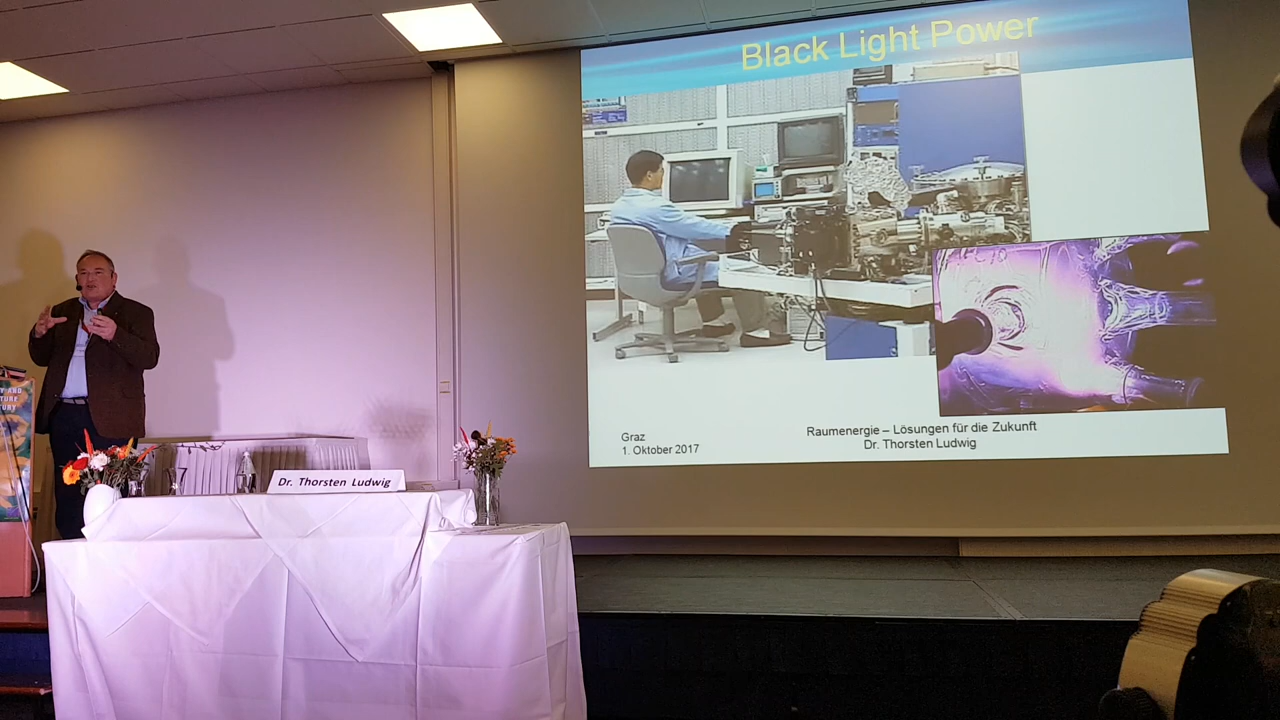 Black Light Power
Graz
1. Oktober 2017
Raumenergie – Lösungen für die Zukunft
Dr. Thorsten Ludwig
Dr. Thorsten Ludwig